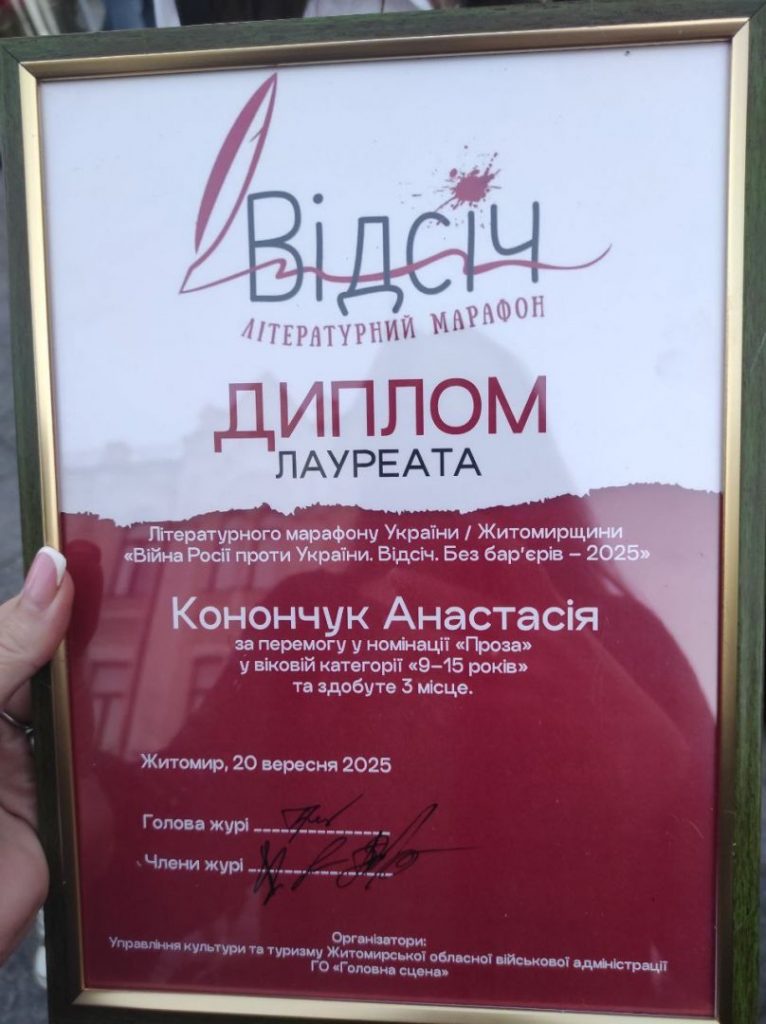 Відсіч
ЛІТЕРАТУРНИЙ МАРАФОН
ДИПЛОМ
ЛАУРЕАТА
Літературного марафону України / Житомирщини
«Війна Росії проти України. Відсіч. Без бар'єрів – 2025»
Конончук Анастасія
за перемогу у номінації «Проза»
у віковій категорії «9–15 років»
та здобуте 3 місце.
Житомир, 20 вересня 2025
Голова журі
Члени журі
Організатори:
Управління культури та туризму Житомирської обласної військової адміністрації
ГО «Головна сцена»